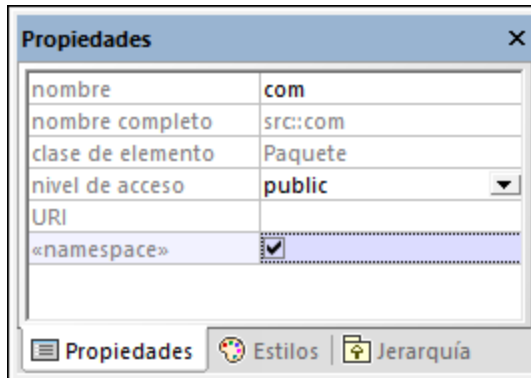 Propiedades
nombre com
nombre completo src::com
clase de elemento Paquete
nivel de acceso public
URI
«namespace»
Propiedades Estilos Jerarquía